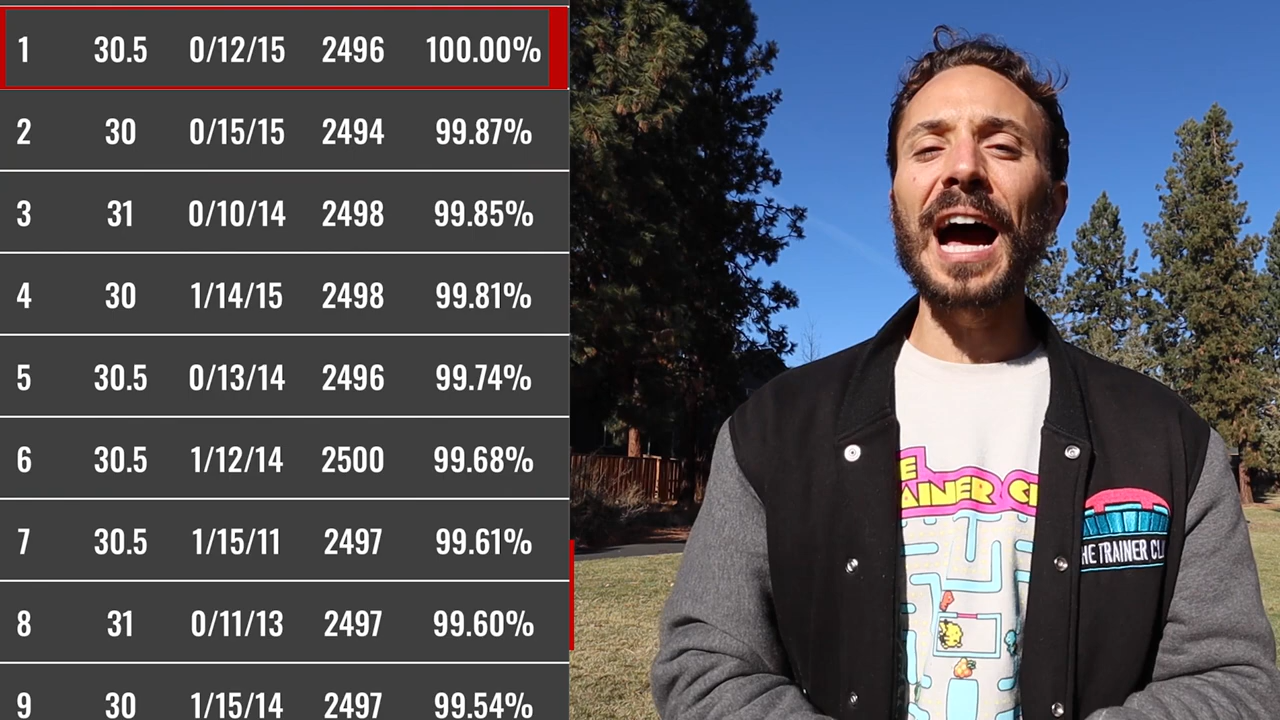 1 30.5 0/12/15 2496 100.00%
2 30 0/15/15 2494 99.87%
3 31 0/10/14 2498 99.85%
4 30 1/14/15 2498 99.81%
5 30.5 0/13/14 2496 99.74%
6 30.5 1/12/14 2500 99.68%
7 30.5 1/15/11 2497 99.61%
8 31 0/11/13 2497 99.60%
9 30 1/15/14 2497 99.54%
HE TRAINER CL